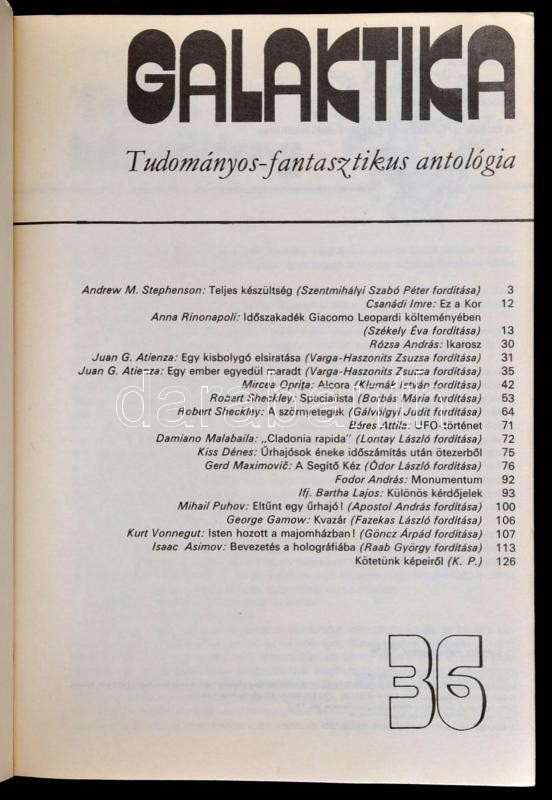 GALAKTIKA
Tudományos-fantasztikus antológia
Andrew M. Stephenson: Teljes készültség (Szentmihályi Szabó Péter fordítása) 3
Csanádi Imre: Ez a Kor 12
Anna Rinonapoli: Időszakadék Giacomo Leopardi költeményében
(Székely Éva fordítása) 13
Rózsa András: Ikarosz 30
Juan G. Atienza: Egy kisbolygó elsiratása (Varga-Haszonits Zsuzsa fordítása) 31
Juan G. Atienza: Egy ember egyedül maradt (Varga-Haszonits Zsuzsa fordítása) 35
Mircea Oprița: Alcora (Klumák István fordítása) 42
Robert Sheckley: Specialista (Borbás Mária fordítása) 53
Robert Sheckley: A szörnyetegek (Gálvölgyi Judit fordítása) 64
Béres Attila: UFO-történet 71
Damiano Malabaila: „Cladonia rapida" (Lontay László fordítása) 72
Kiss Dénes: Űrhajósok éneke időszámítás után ötezerből 75
Gerd Maximovič: A Segítő Kéz (Ódor László fordítása) 76
Fodor András: Monumentum 92
Ifj. Bartha Lajos: Különös kérdőjelek 93
Mihail Puhov: Eltűnt egy űrhajó! (Apostol András fordítása) 100
George Gamow: Kvazár (Fazekas László fordítása) 106
Kurt Vonnegut: Isten hozott a majomházban! (Göncz Árpád fordítása) 107
Isaac Asimov: Bevezetés a holográfiába (Raab György fordítása) 113
Kötetünk képeiről (K. P.) 126
darabanth.com
36